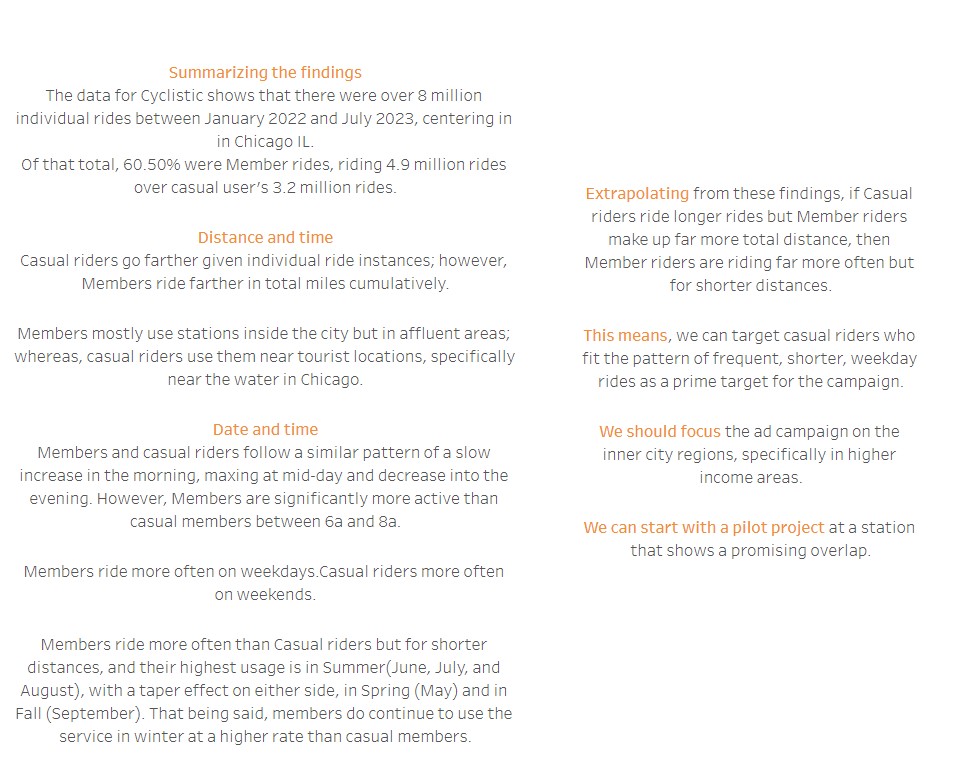 Summarizing the findings
The data for Cyclistic shows that there were over 8 million
individual rides between January 2022 and July 2023, centering in
in Chicago IL.
Of that total, 60.50% were Member rides, riding 4.9 million rides
over casual user's 3.2 million rides.
Distance and time
Casual riders go farther given individual ride instances; however,
Members ride farther in total miles cumulatively.
Members mostly use stations inside the city but in affluent areas;
whereas, casual riders use them near tourist locations, specifically
near the water in Chicago.
Date and time
Members and casual riders follow a similar pattern of a slow
increase in the morning, maxing at mid-day and decrease into the
evening. However, Members are significantly more active than
casual members between 6a and 8a.
Members ride more often on weekdays.Casual riders more often
on weekends.
Members ride more often than Casual riders but for shorter
distances, and their highest usage is in Summer(June, July, and
August), with a taper effect on either side, in Spring (May) and in
Fall (September). That being said, members do continue to use the
service in winter at a higher rate than casual members.
Extrapolating from these findings, if Casual
riders ride longer rides but Member riders
make up far more total distance, then
Member riders are riding far more often but
for shorter distances.
This means, we can target casual riders who
fit the pattern of frequent, shorter, weekday
rides as a prime target for the campaign.
We should focus the ad campaign on the
inner city regions, specifically in higher
income areas.
We can start with a pilot project at a station
that shows a promising overlap.